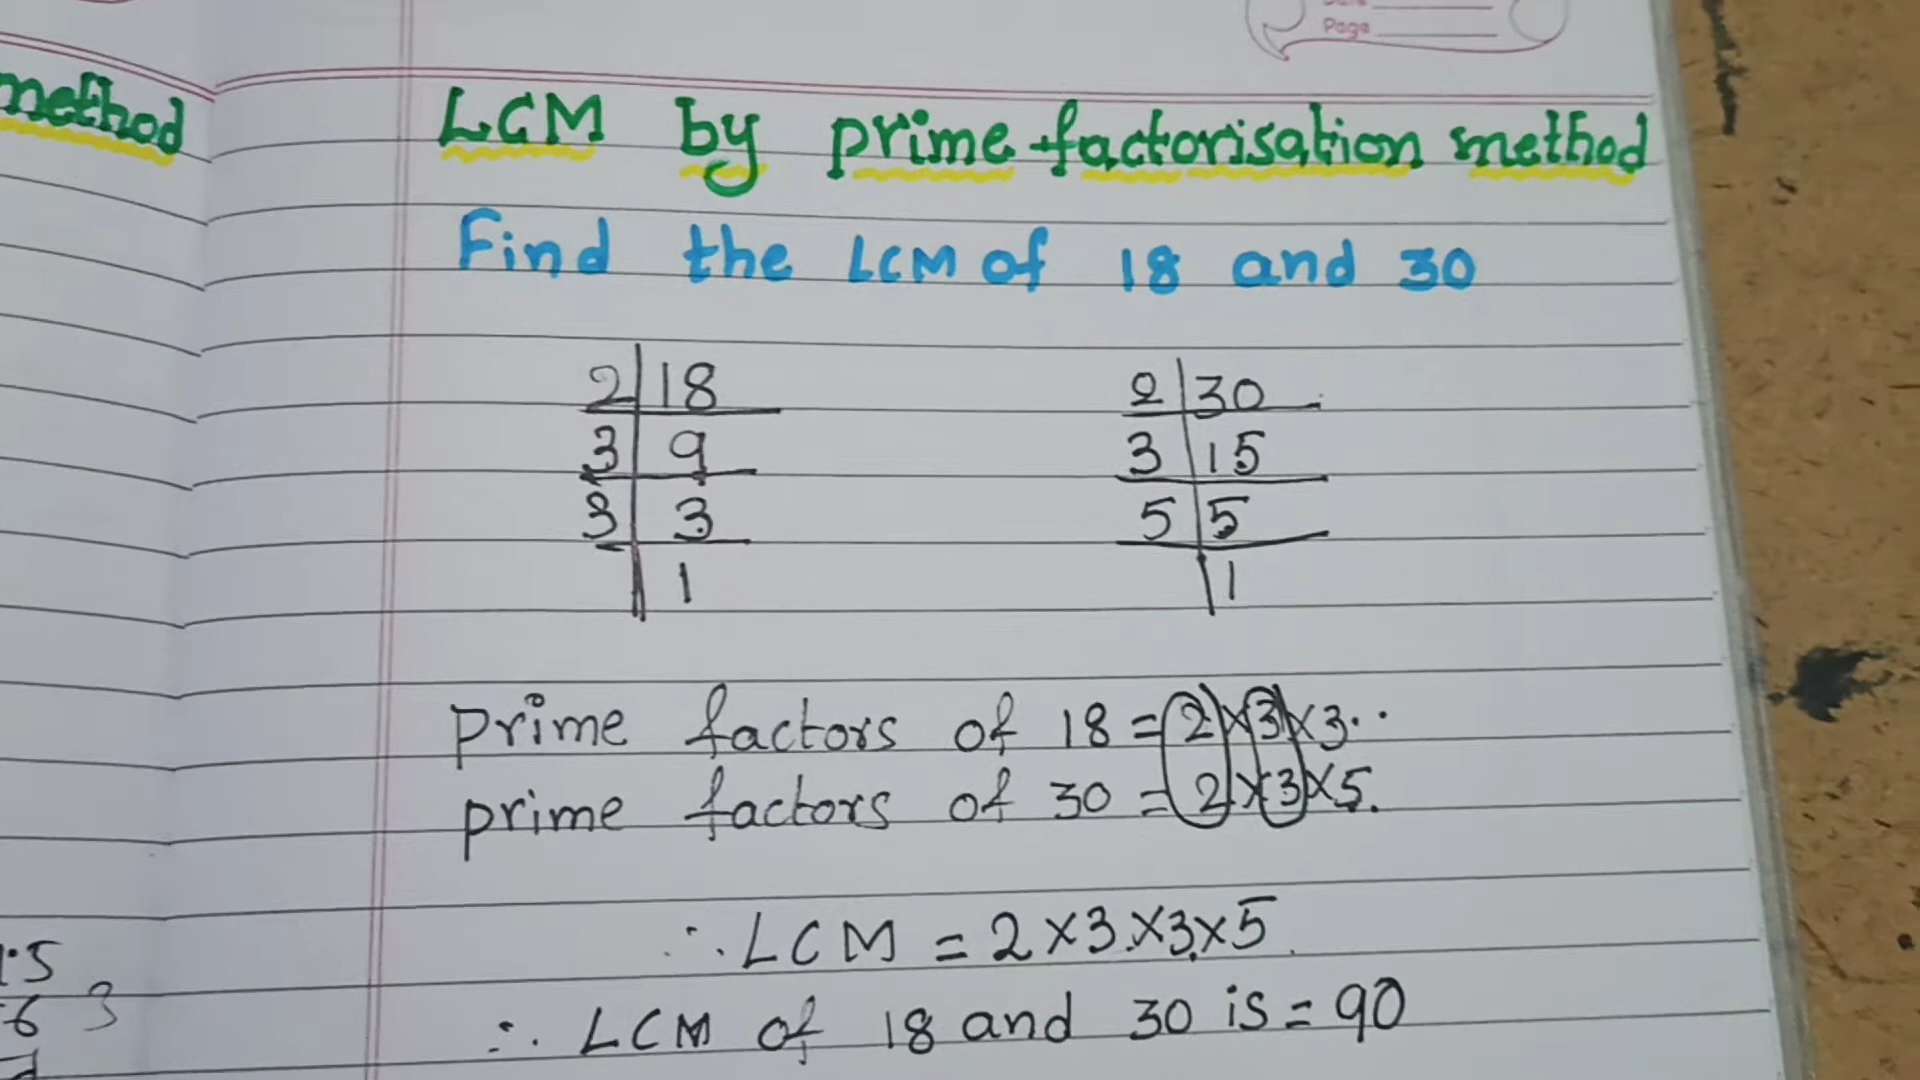 Page
method
LCM by prime factorisation method
Find the LCM of 18 and 30
2 18
3 9
3 3
1
2 30
3 15
5 5
1
prime factors of 18 = 2 × 3 × 3
prime factors of 30 = 2 × 3 × 5.
∴ LCM = 2 × 3 × 3 × 5
∴ LCM of 18 and 30 is = 90